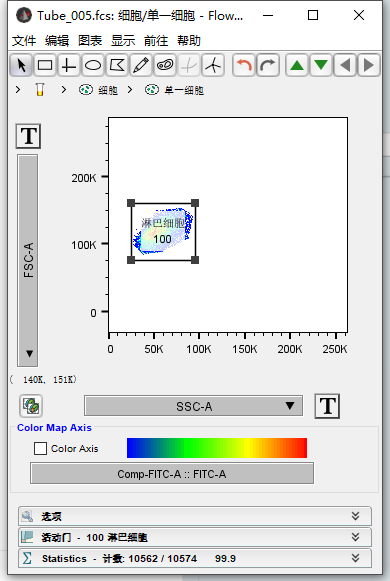 Tube_005.fcs: 细胞/单一细胞 - Flow...
文件 编辑 图表 显示 前往 帮助
> > 细胞 > 单一细胞
T
200K
淋巴细胞
100
100K
0
FSC-A
0 50K 100K 150K 200K 250K
( 140K, 151K)
SSC-A
T
Color Map Axis
Color Axis
Comp-FITC-A :: FITC-A
选项
活动门 - 100 淋巴细胞
Statistics - 计数: 10562 / 10574 99.9